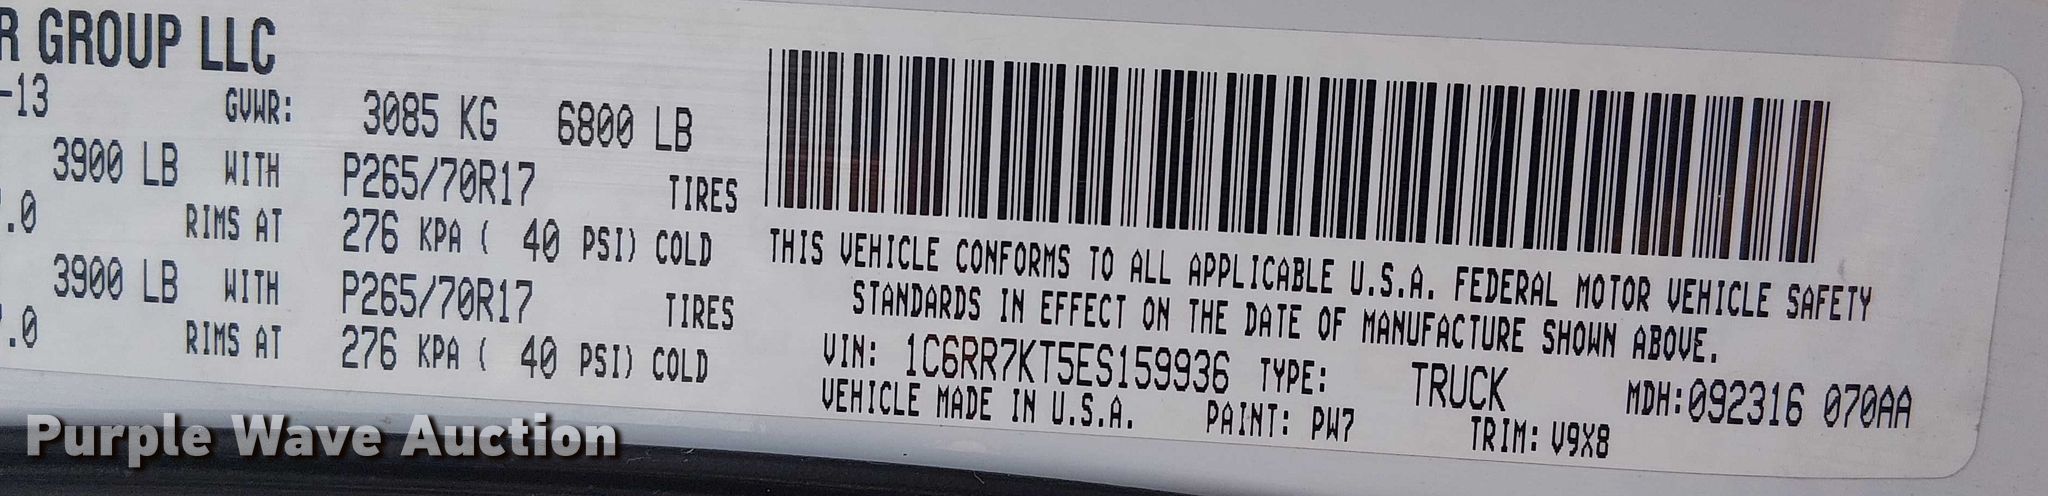 R GROUP LLC
-13 GVWR: 3085 KG 6800 LB
3900 LB WITH P265/70R17 TIRES
.0 RIMS AT 276 KPA ( 40 PSI) COLD
3900 LB WITH P265/70R17 TIRES
.0 RIMS AT 276 KPA ( 40 PSI) COLD
THIS VEHICLE CONFORMS TO ALL APPLICABLE U.S.A. FEDERAL MOTOR VEHICLE SAFETY
STANDARDS IN EFFECT ON THE DATE OF MANUFACTURE SHOWN ABOVE.
VIN: 1C6RR7KT5ES159936 TYPE: TRUCK MDH:092316 070AA
VEHICLE MADE IN U.S.A. PAINT: PW7 TRIM: V9X8
Purple Wave Auction